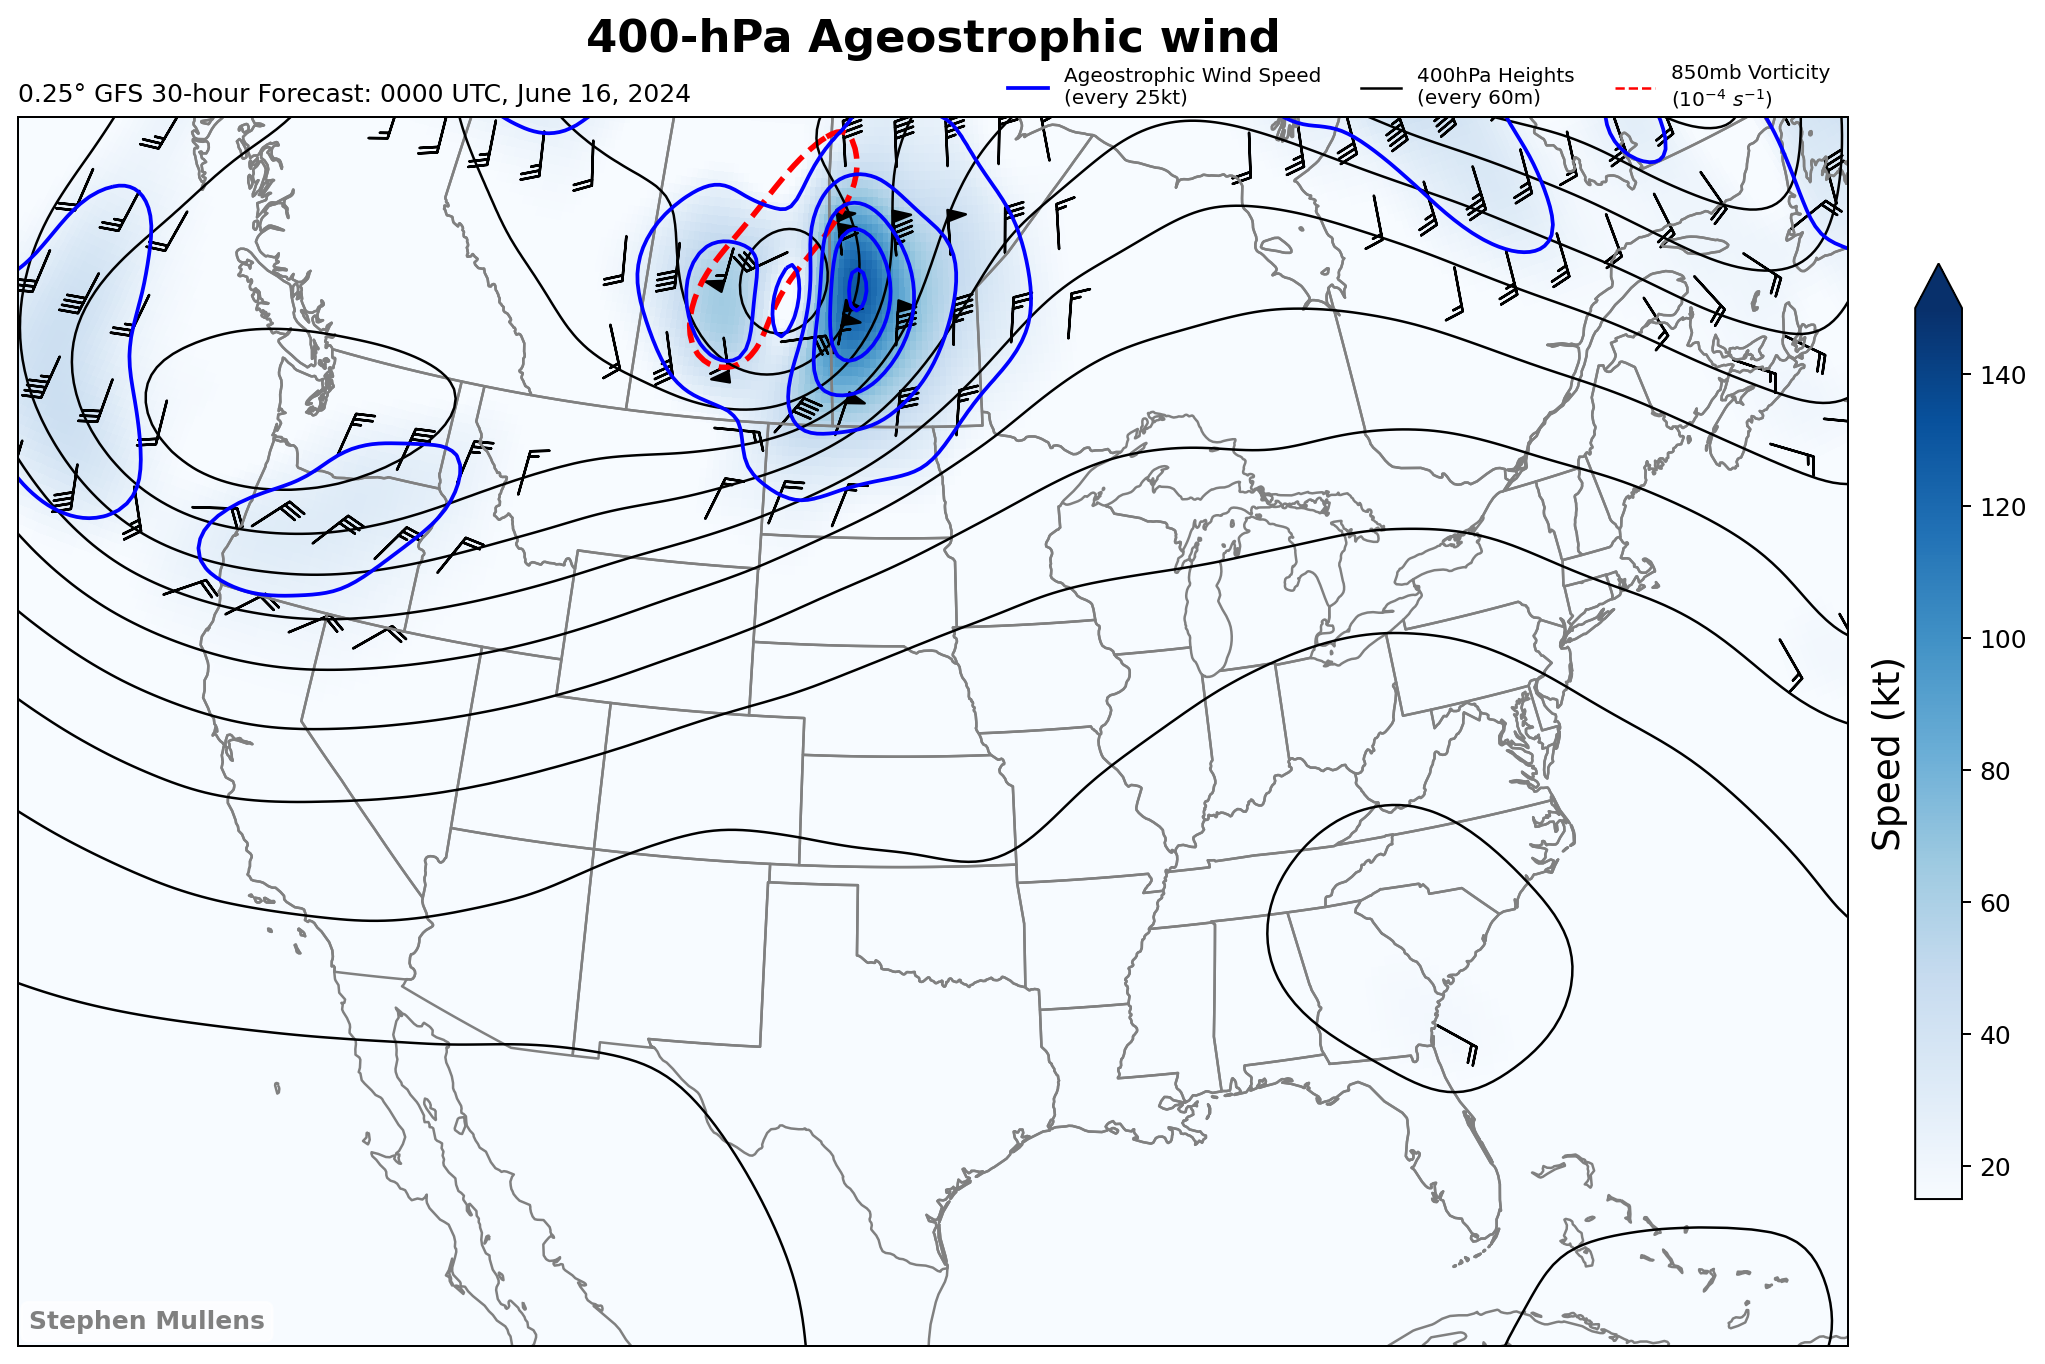 400-hPa Ageostrophic wind
0.25° GFS 30-hour Forecast: 0000 UTC, June 16, 2024
Ageostrophic Wind Speed
(every 25kt)
400hPa Heights
(every 60m)
850mb Vorticity
(10⁻⁴ s⁻¹)
140
120
100
80
60
40
20
Speed (kt)
Stephen Mullens